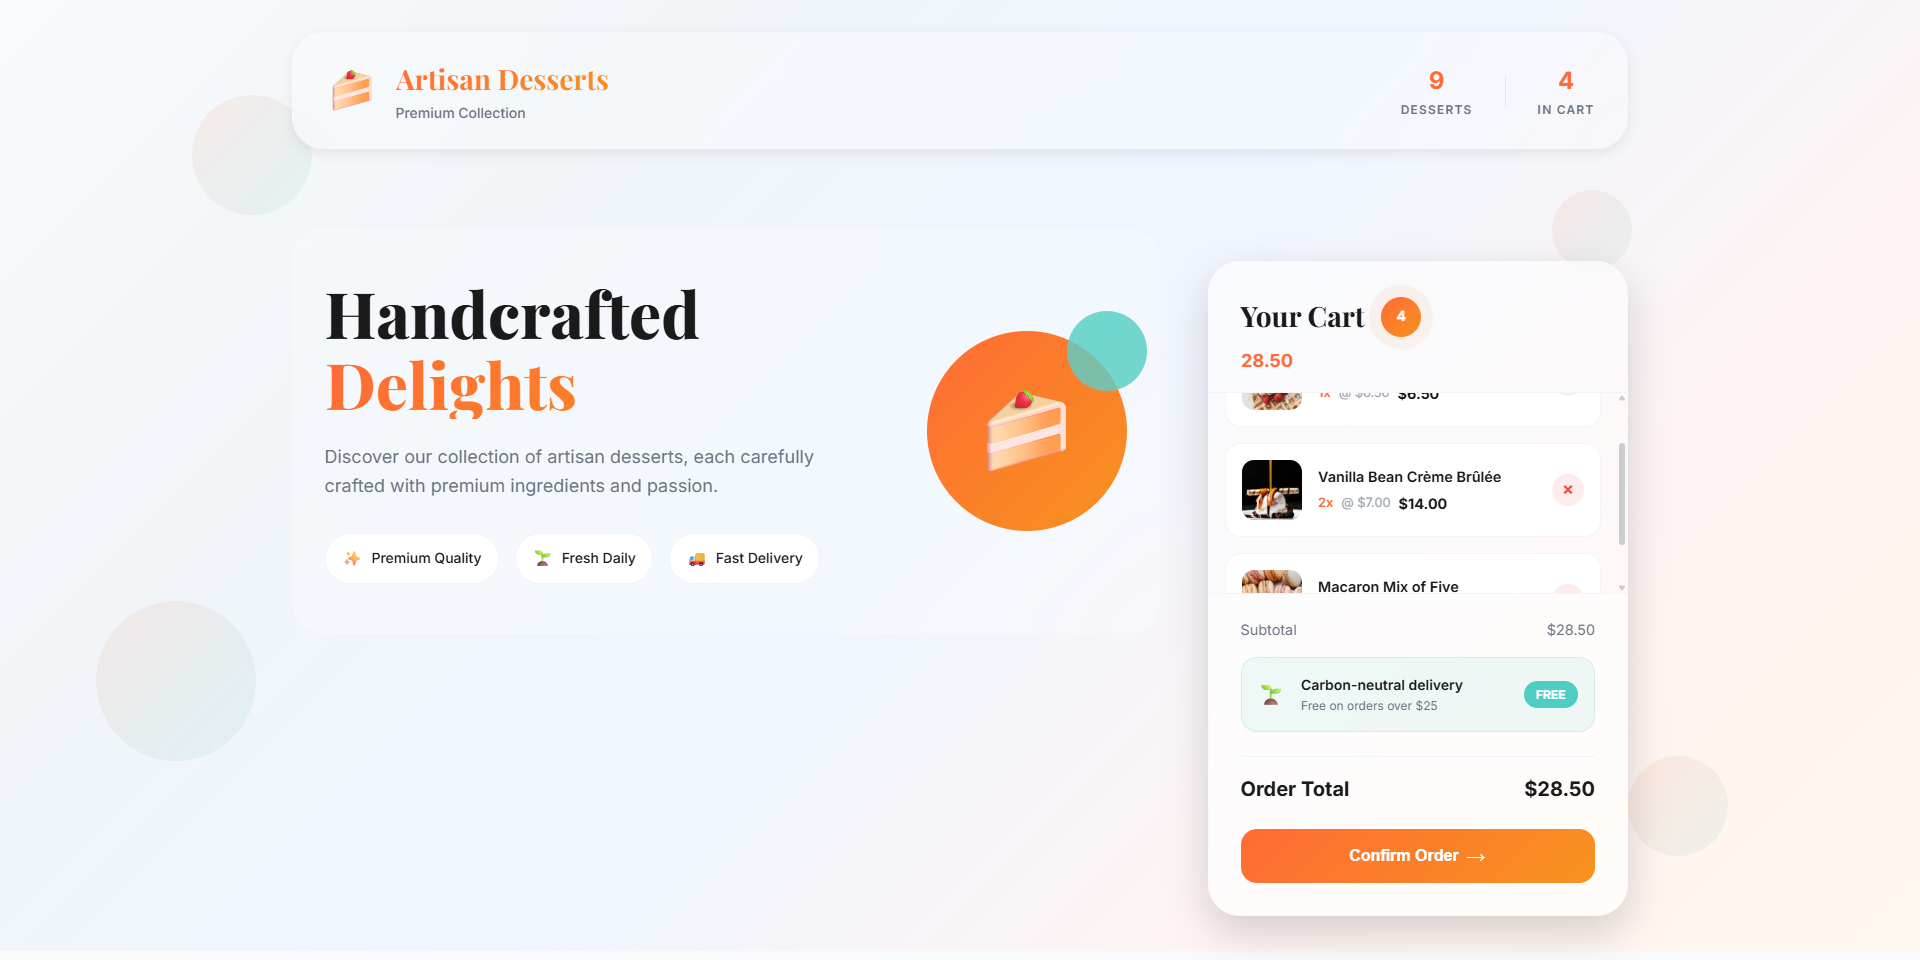 Artisan Desserts
Premium Collection
9
DESSERTS
4
IN CART
Handcrafted
Delights
Discover our collection of artisan desserts, each carefully
crafted with premium ingredients and passion.
Premium Quality
Fresh Daily
Fast Delivery
Your Cart 4
28.50
1x @ $6.50 $6.50
Vanilla Bean Crème Brûlée
2x @ $7.00 $14.00
Macaron Mix of Five
Subtotal $28.50
Carbon-neutral delivery
Free on orders over $25
FREE
Order Total $28.50
Confirm Order →